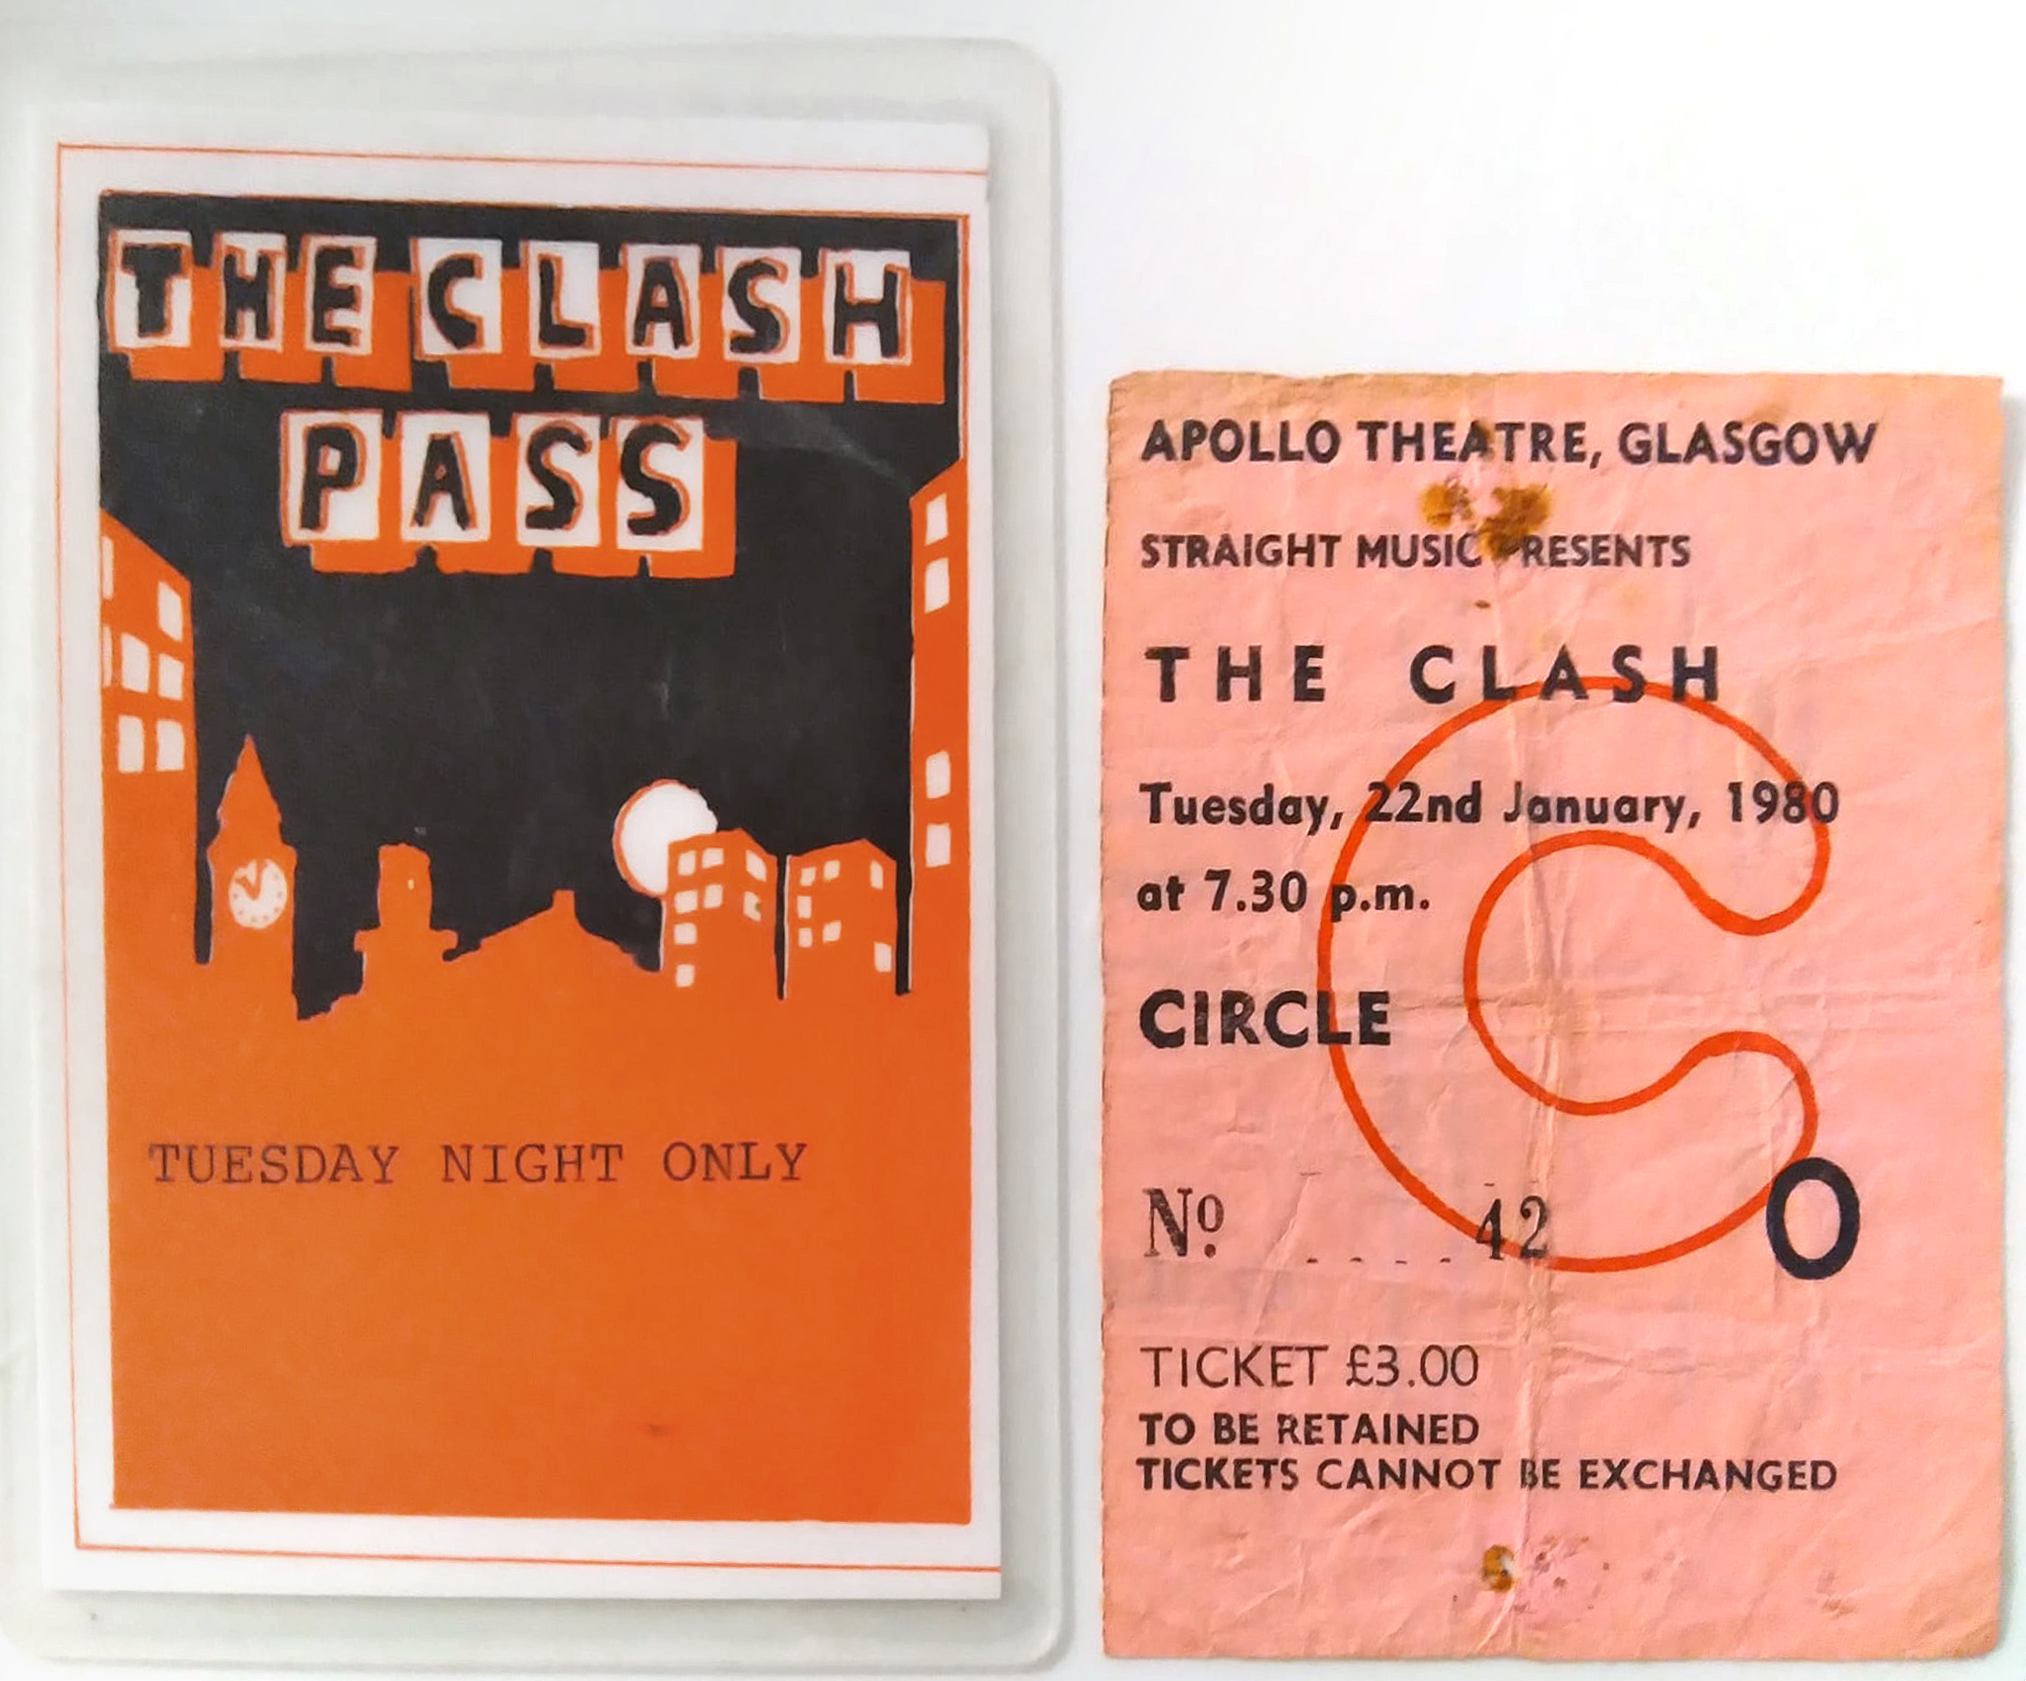 THE CLASH
PASS
TUESDAY NIGHT ONLY
APOLLO THEATRE, GLASGOW
STRAIGHT MUSIC PRESENTS
THE CLASH
Tuesday, 22nd January, 1980
at 7.30 p.m.
CIRCLE
C
Nº 42 O
TICKET £3.00
TO BE RETAINED
TICKETS CANNOT BE EXCHANGED